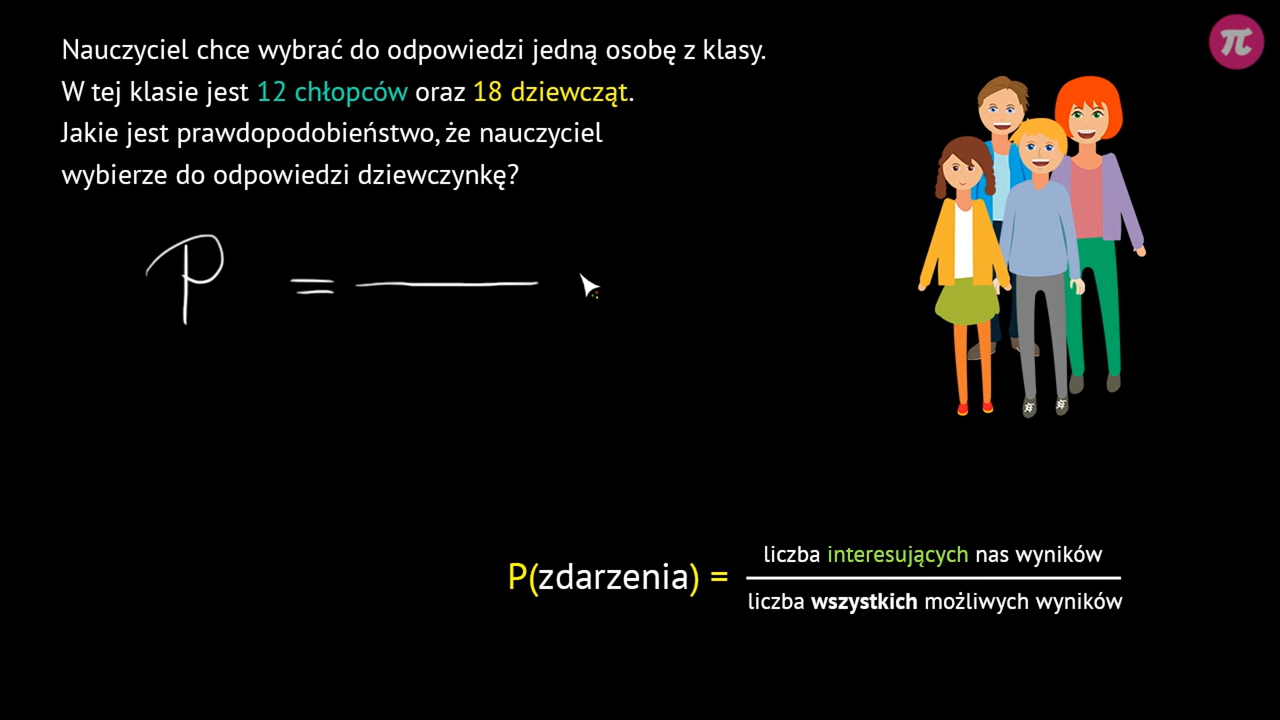 Nauczyciel chce wybrać do odpowiedzi jedną osobę z klasy.
W tej klasie jest 12 chłopców oraz 18 dziewcząt.
Jakie jest prawdopodobieństwo, że nauczyciel
wybierze do odpowiedzi dziewczynkę?
P =
liczba interesujących nas wyników
P(zdarzenia) =
liczba wszystkich możliwych wyników
π